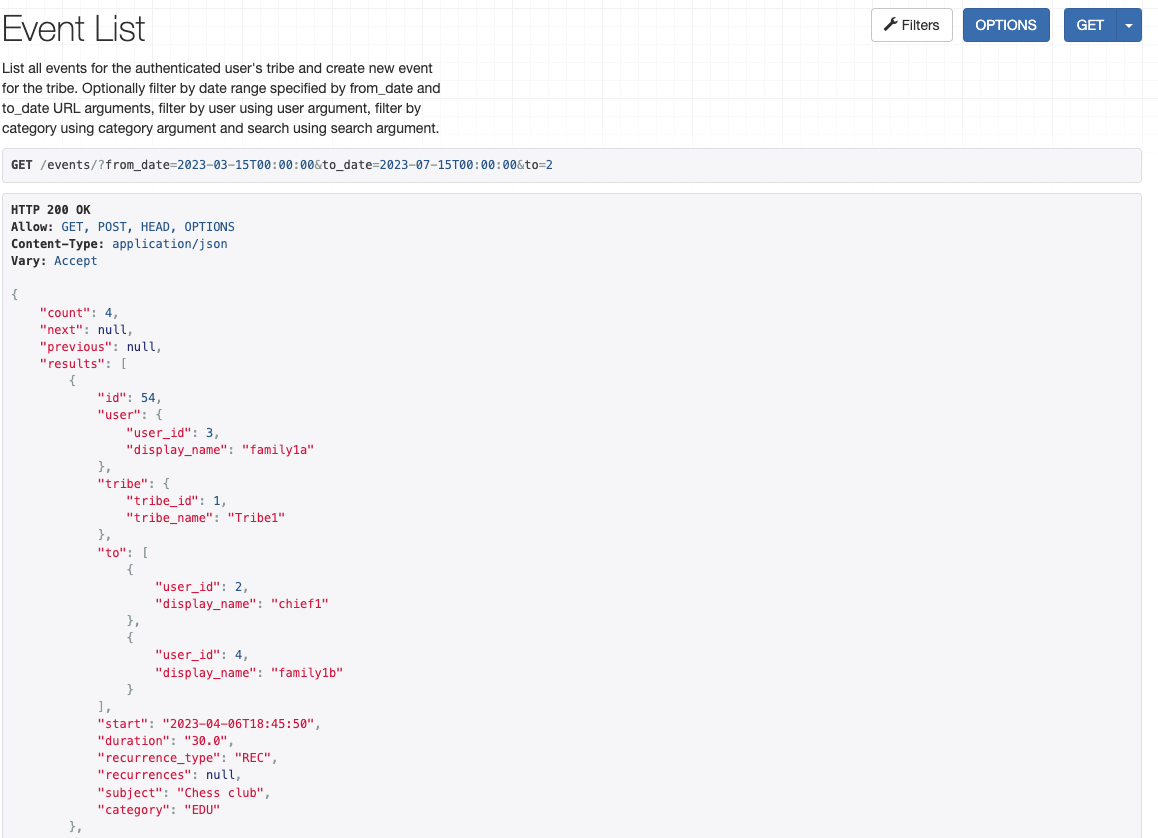 Event List
Filters
OPTIONS
GET
List all events for the authenticated user's tribe and create new event
for the tribe. Optionally filter by date range specified by from_date and
to_date URL arguments, filter by user using user argument, filter by
category using category argument and search using search argument.
GET /events/?from_date=2023-03-15T00:00:00&to_date=2023-07-15T00:00:00&to=2
HTTP 200 OK
Allow: GET, POST, HEAD, OPTIONS
Content-Type: application/json
Vary: Accept
{
    "count": 4,
    "next": null,
    "previous": null,
    "results": [
        {
            "id": 54,
            "user": {
                "user_id": 3,
                "display_name": "family1a"
            },
            "tribe": {
                "tribe_id": 1,
                "tribe_name": "Tribe1"
            },
            "to": [
                {
                    "user_id": 2,
                    "display_name": "chief1"
                },
                {
                    "user_id": 4,
                    "display_name": "family1b"
                }
            ],
            "start": "2023-04-06T18:45:50",
            "duration": "30.0",
            "recurrence_type": "REC",
            "recurrences": null,
            "subject": "Chess club",
            "category": "EDU"
        },